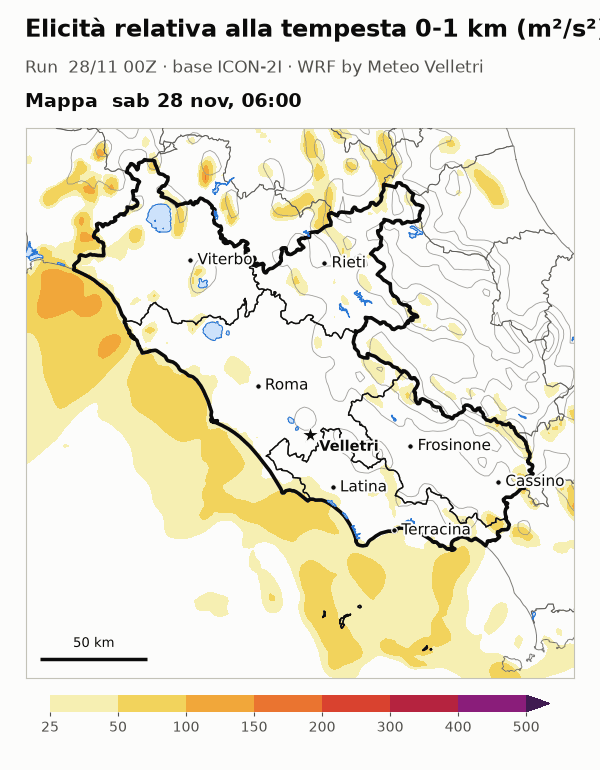 Elicità relativa alla tempesta 0-1 km (m²/s²)
Run  28/11 00Z · base ICON-2I · WRF by Meteo Velletri
Mappa  sab 28 nov, 06:00
Viterbo
Rieti
Roma
Velletri
Frosinone
Latina
Cassino
Terracina
50 km
25 50 100 150 200 300 400 500